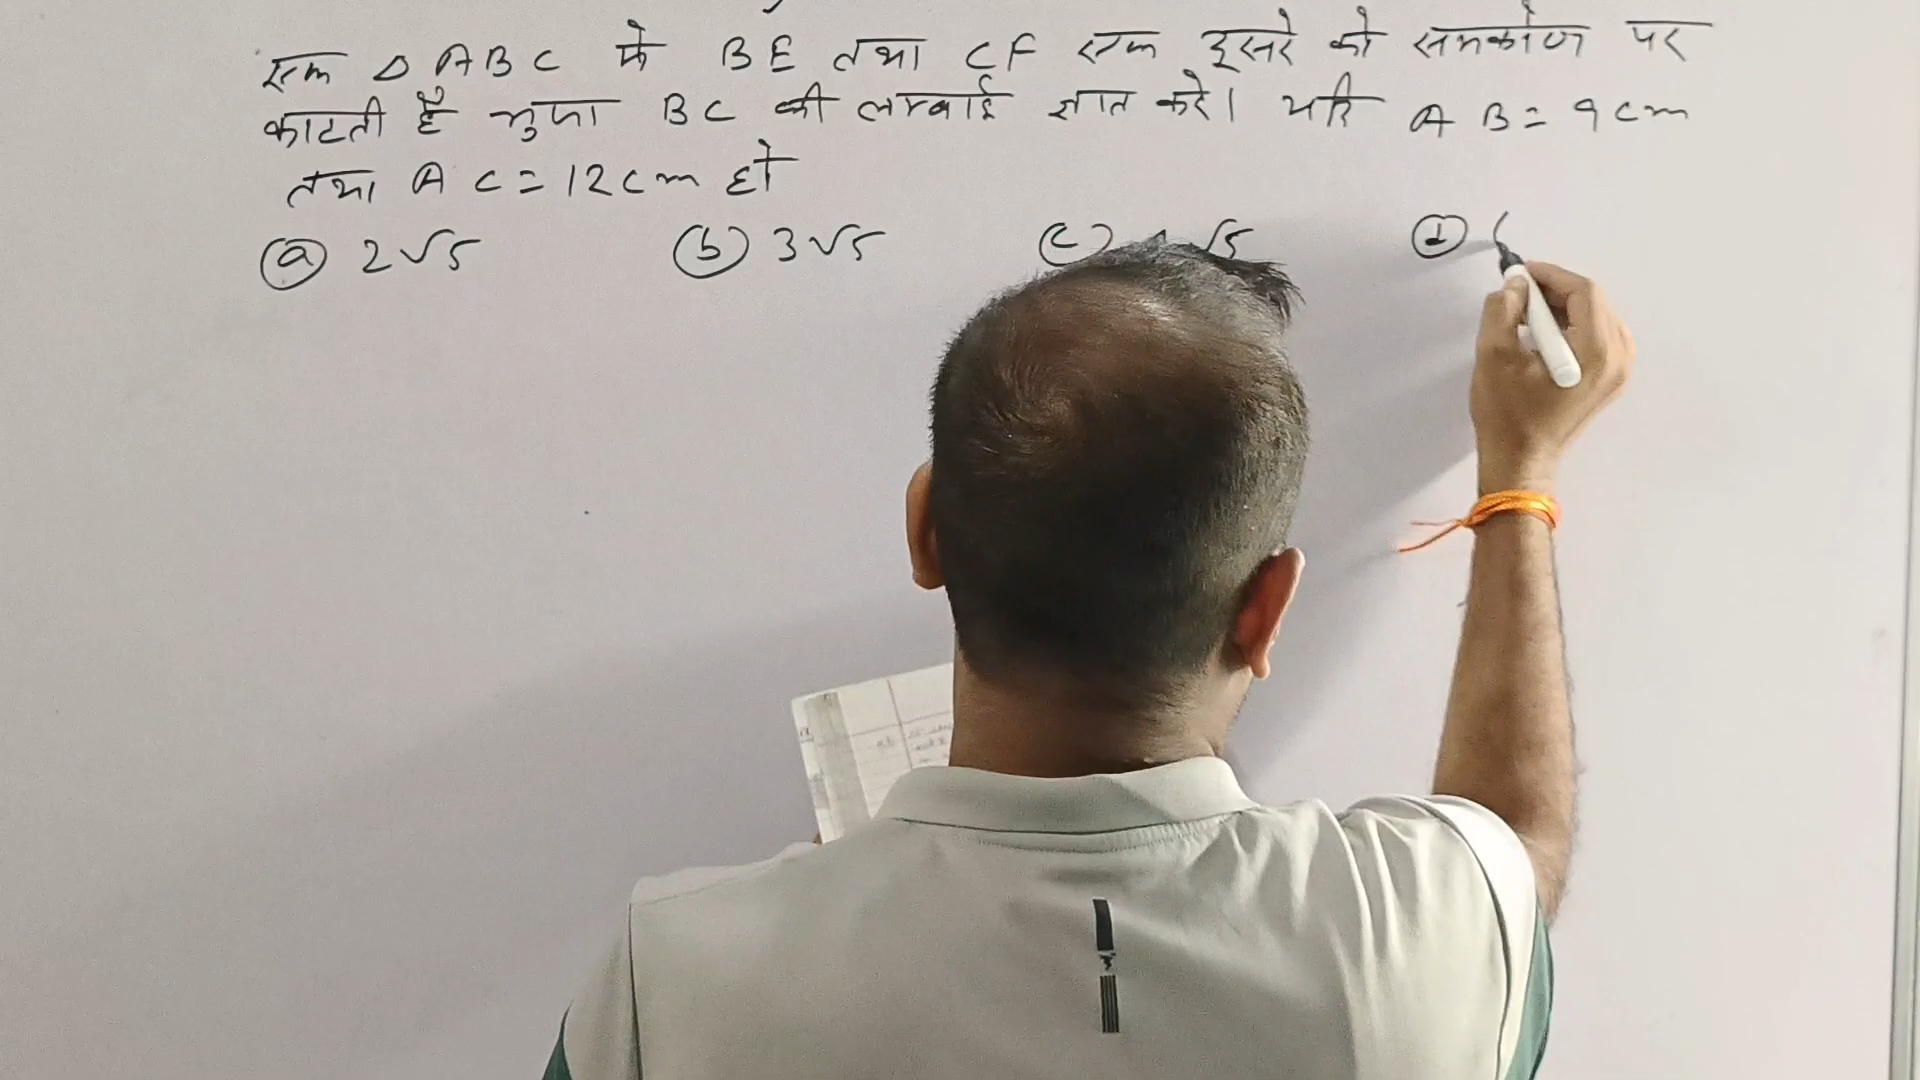 एक △ ABC में BE तथा CF एक दूसरे को समकोण पर
काटती है भुजा BC की लम्बाई ज्ञात करे। यदि AB = 9cm
तथा AC = 12cm हो
ⓐ 2√5 ⓑ 3√5 ⓒ √5 ⓓ